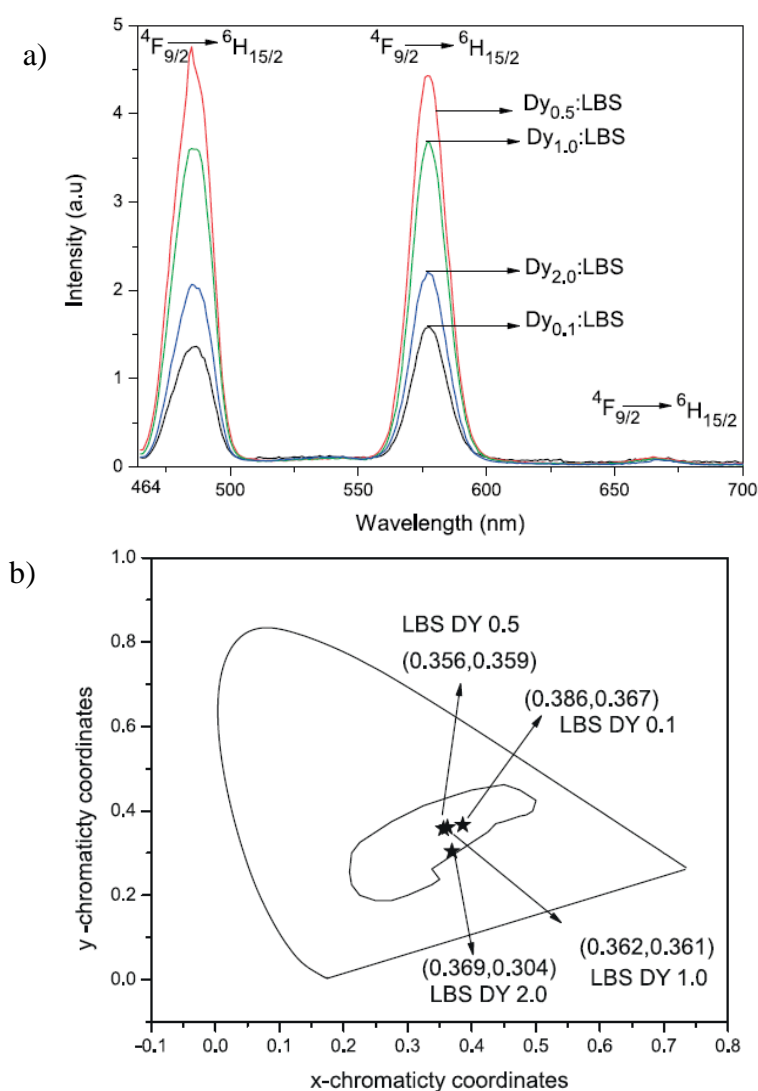 a)
⁴F₉/₂ → ⁶H₁₅/₂ ⁴F₉/₂ → ⁶H₁₅/₂
Dy₀.₅:LBS
Dy₁.₀:LBS
Dy₂.₀:LBS
Dy₀.₁:LBS
⁴F₉/₂ → ⁶H₁₅/₂
Intensity (a.u)
5
4
3
2
1
0
464 500 550 600 650 700
Wavelength (nm)
b)
y -chromaticty coordinates
1.0
0.8
0.6
0.4
0.2
0.0
LBS DY 0.5
(0.356,0.359)
(0.386,0.367)
LBS DY 0.1
(0.362,0.361)
LBS DY 1.0
(0.369,0.304)
LBS DY 2.0
-0.1 0.0 0.1 0.2 0.3 0.4 0.5 0.6 0.7 0.8
x-chromaticty coordinates